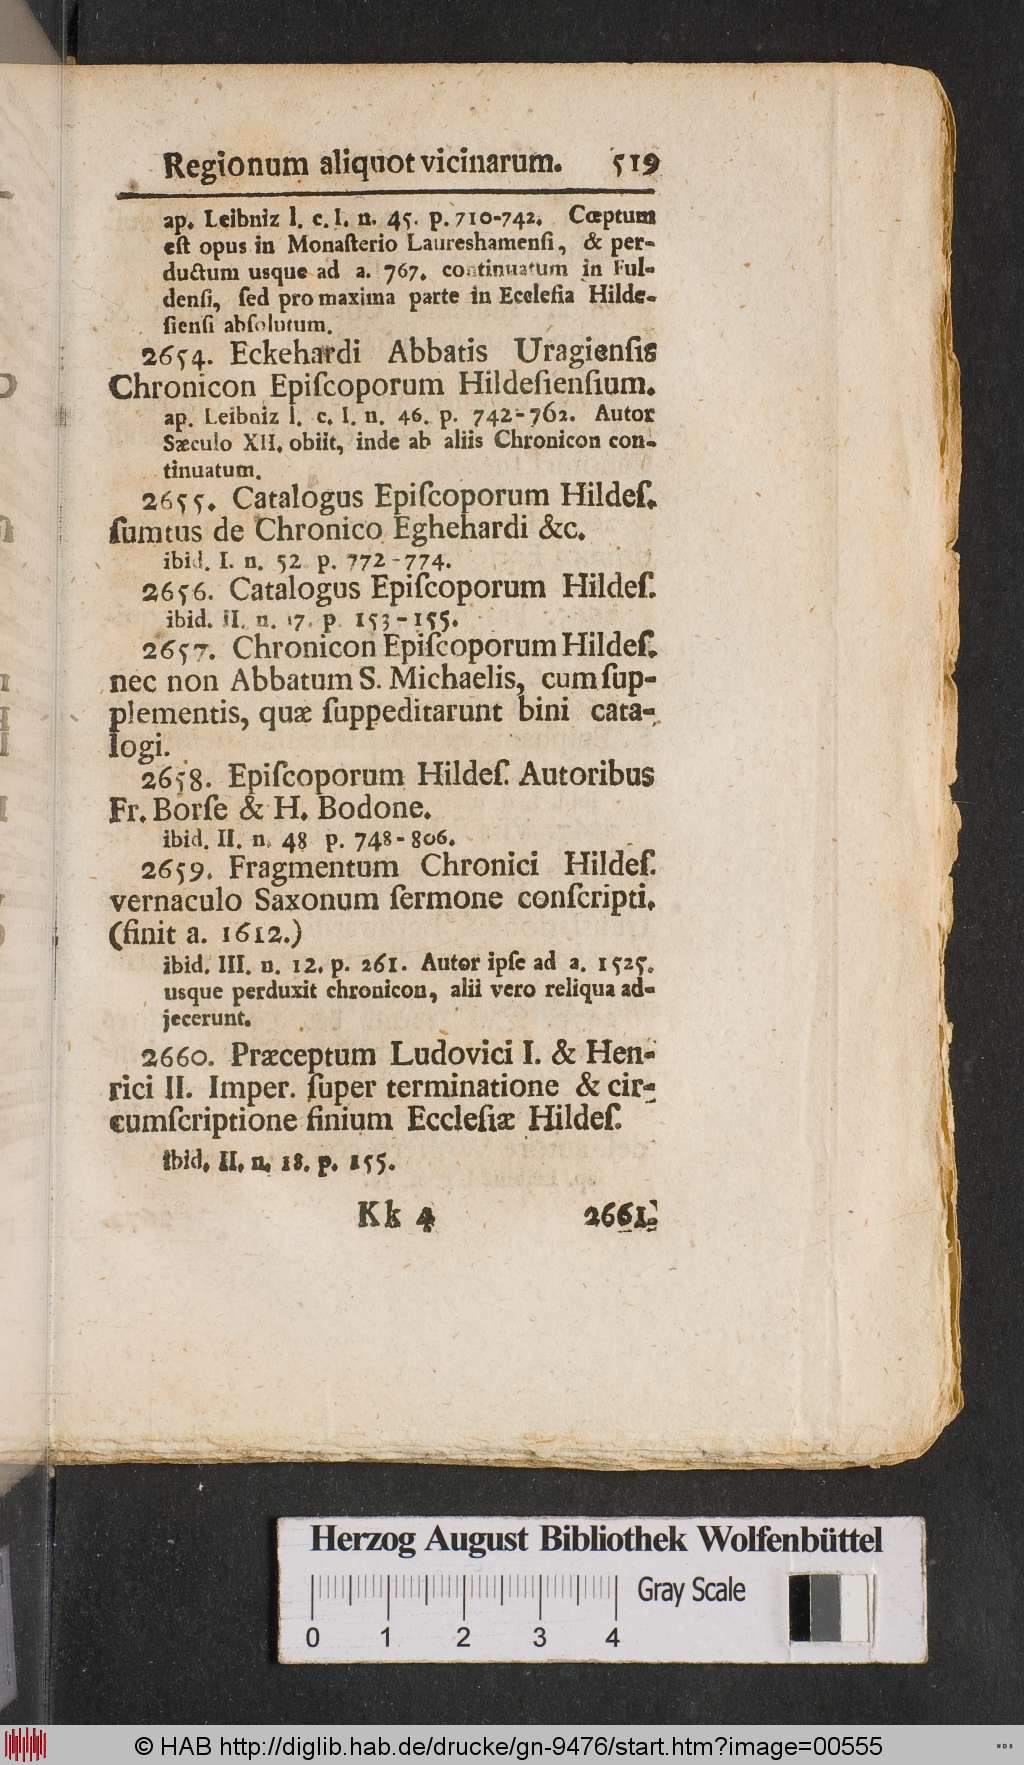 Regionum aliquot vicinarum. 519
ap. Leibniz l. c. I. n. 45. p. 710-742. Cœptum
eſt opus in Monaſterio Laureshamenſi, & per-
ductum usque ad a. 767. continuatum in Ful-
denſi, ſed pro maxima parte in Eccleſia Hilde-
ſienſi abſolutum.
2654. Eckehardi Abbatis Uragienſis
Chronicon Epiſcoporum Hildeſienſium.
ap. Leibniz l. c. I. n. 46. p. 742-762. Autor
Sæculo XII. obiit, inde ab aliis Chronicon con-
tinuatum.
2655. Catalogus Epiſcoporum Hildeſ.
ſumtus de Chronico Eghehardi &c.
ibid. I. n. 52 p. 772-774.
2656. Catalogus Epiſcoporum Hildeſ.
ibid. II. n. 17. p. 153-155.
2657. Chronicon Epiſcoporum Hildeſ.
nec non Abbatum S. Michaelis, cum ſup-
plementis, quæ ſuppeditarunt bini cata-
logi.
2658. Epiſcoporum Hildeſ. Autoribus
Fr. Borſe & H. Bodone.
ibid. II. n. 48 p. 748-806.
2659. Fragmentum Chronici Hildeſ.
vernaculo Saxonum ſermone conſcripti.
(finit a. 1612.)
ibid. III. n. 12. p. 261. Autor ipſe ad a. 1525.
usque perduxit chronicon, alii vero reliqua ad-
jecerunt.
2660. Præceptum Ludovici I. & Hen-
rici II. Imper. ſuper terminatione & cir-
cumſcriptione finium Eccleſiæ Hildeſ.
ibid. II. n. 18. p. 155.
Kk 4 2661.
Herzog August Bibliothek Wolfenbüttel
Gray Scale
0 1 2 3 4
© HAB http://diglib.hab.de/drucke/gn-9476/start.htm?image=00555